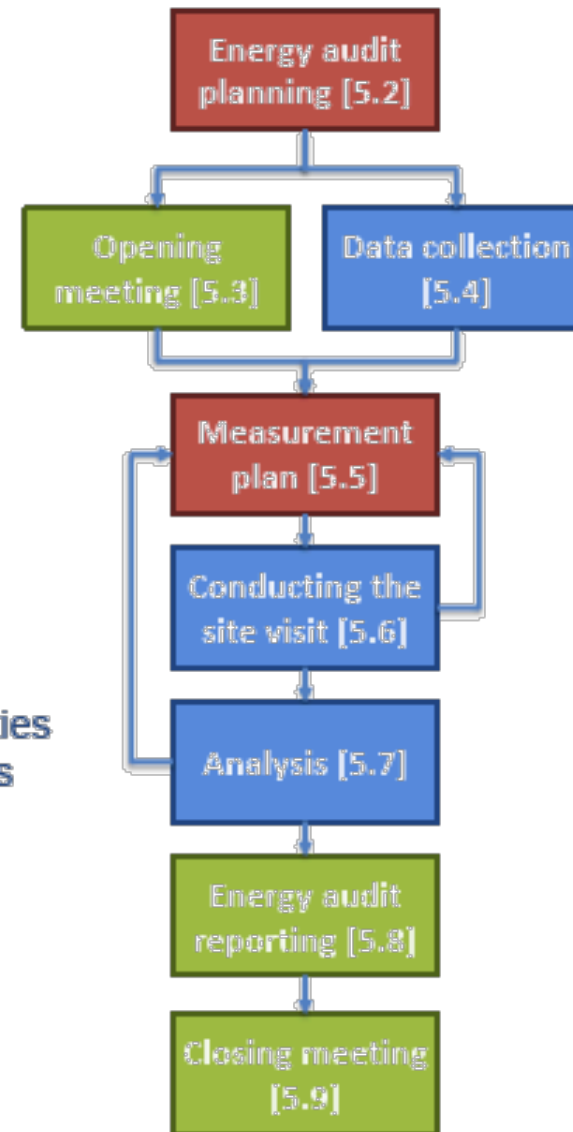 Energy audit
planning [5.2]
Opening
meeting [5.3]
Data collection
[5.4]
Measurement
plan [5.5]
Conducting the
site visit [5.6]
ies
s
Analysis [5.7]
Energy audit
reporting [5.8]
Closing meeting
[5.9]